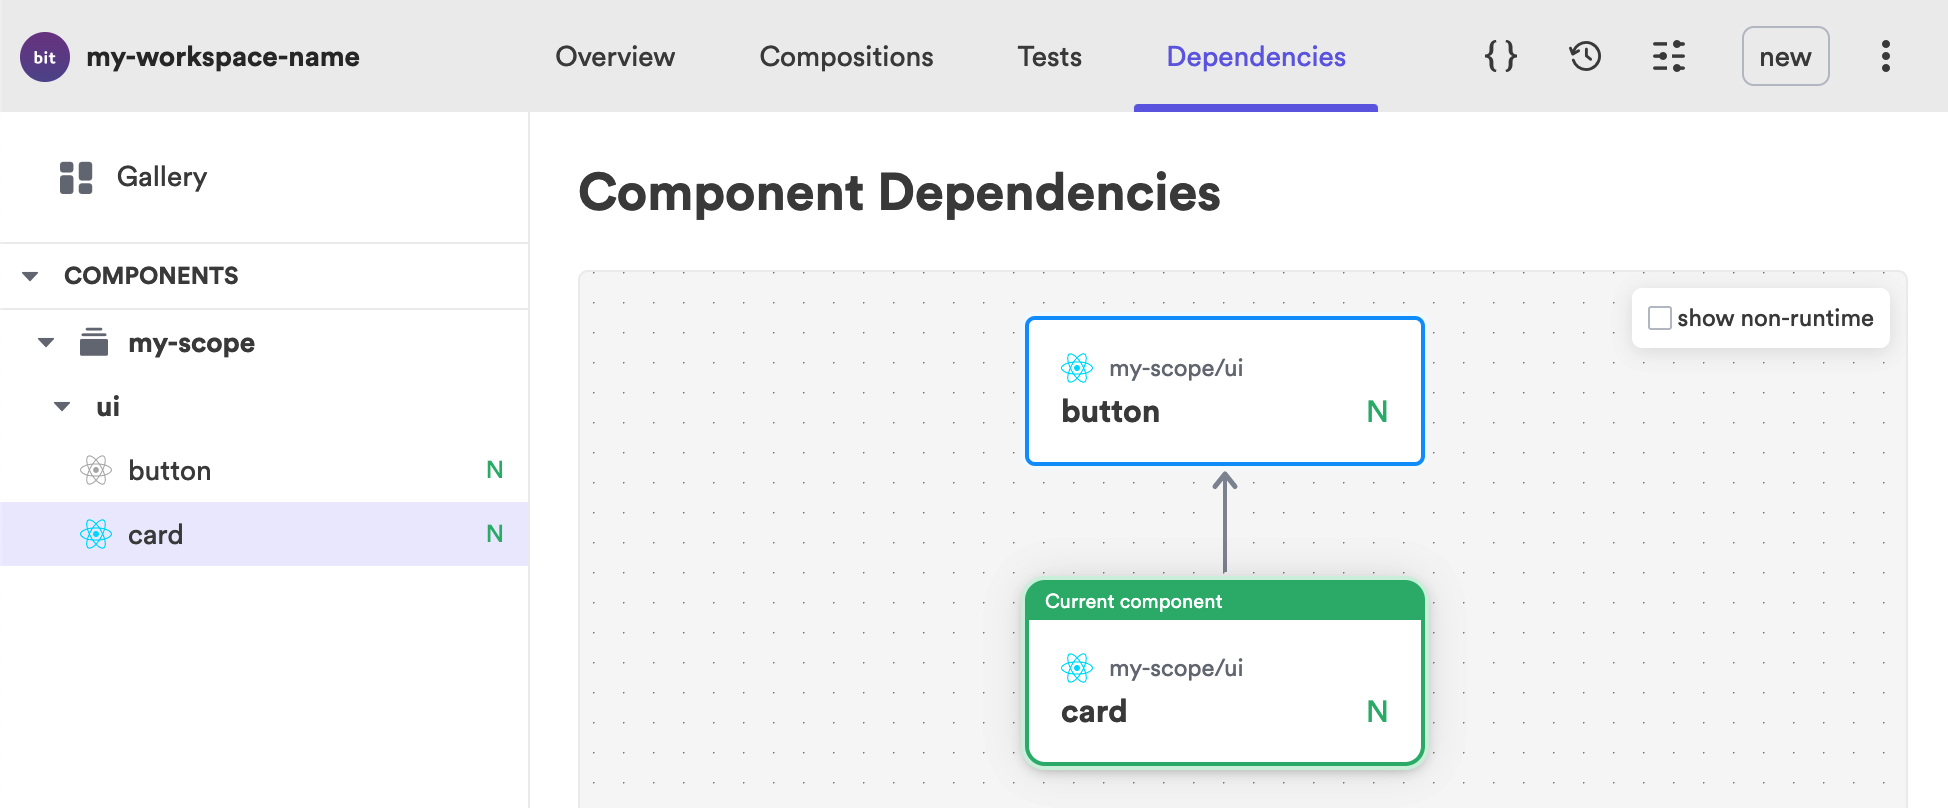 bit my-workspace-name Overview Compositions Tests Dependencies {} new
Gallery
COMPONENTS
my-scope
ui
button N
card N
Component Dependencies
show non-runtime
my-scope/ui
button N
Current component
my-scope/ui
card N